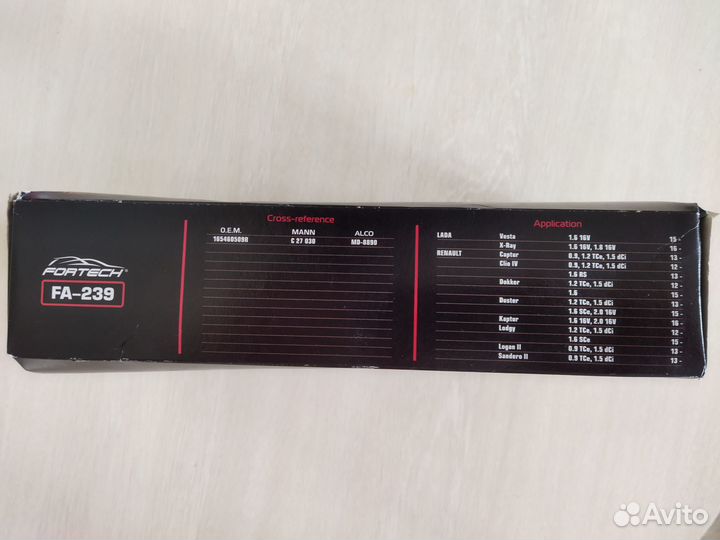 FORTECH®
FA-239
Cross-reference
O.E.M. MANN ALCO
165460509R C 27 030 MD-8890
Application
LADA Vesta 1.6 16V 15 -
X-Ray 1.6 16V, 1.8 16V 16 -
RENAULT Captur 0.9, 1.2 TCe, 1.5 dCi 13 -
Clio IV 0.9, 1.2 TCe, 1.5 dCi 12 -
1.6 RS 13 -
Dokker 1.2 TCe, 1.5 dCi 12 -
1.6 15 -
Duster 1.2 TCe, 1.5 dCi 13 -
1.6 SCe, 2.0 16V 15 -
Kaptur 1.6 16V, 2.0 16V 16 -
Lodgy 1.2 TCe, 1.5 dCi 12 -
1.6 SCe 15 -
Logan II 0.9 TCe, 1.5 dCi 13 -
Sandero II 0.9 TCe, 1.5 dCi 13 -
Avito